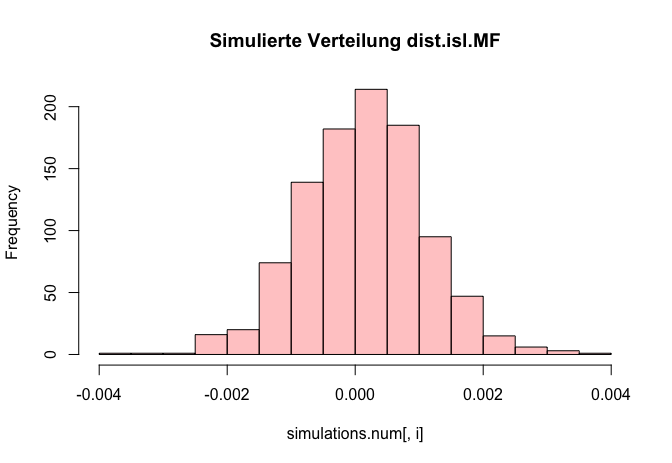 Simulierte Verteilung dist.isl.MF
Frequency
200
150
100
50
0
-0.004 -0.002 0.000 0.002 0.004
simulations.num[, i]